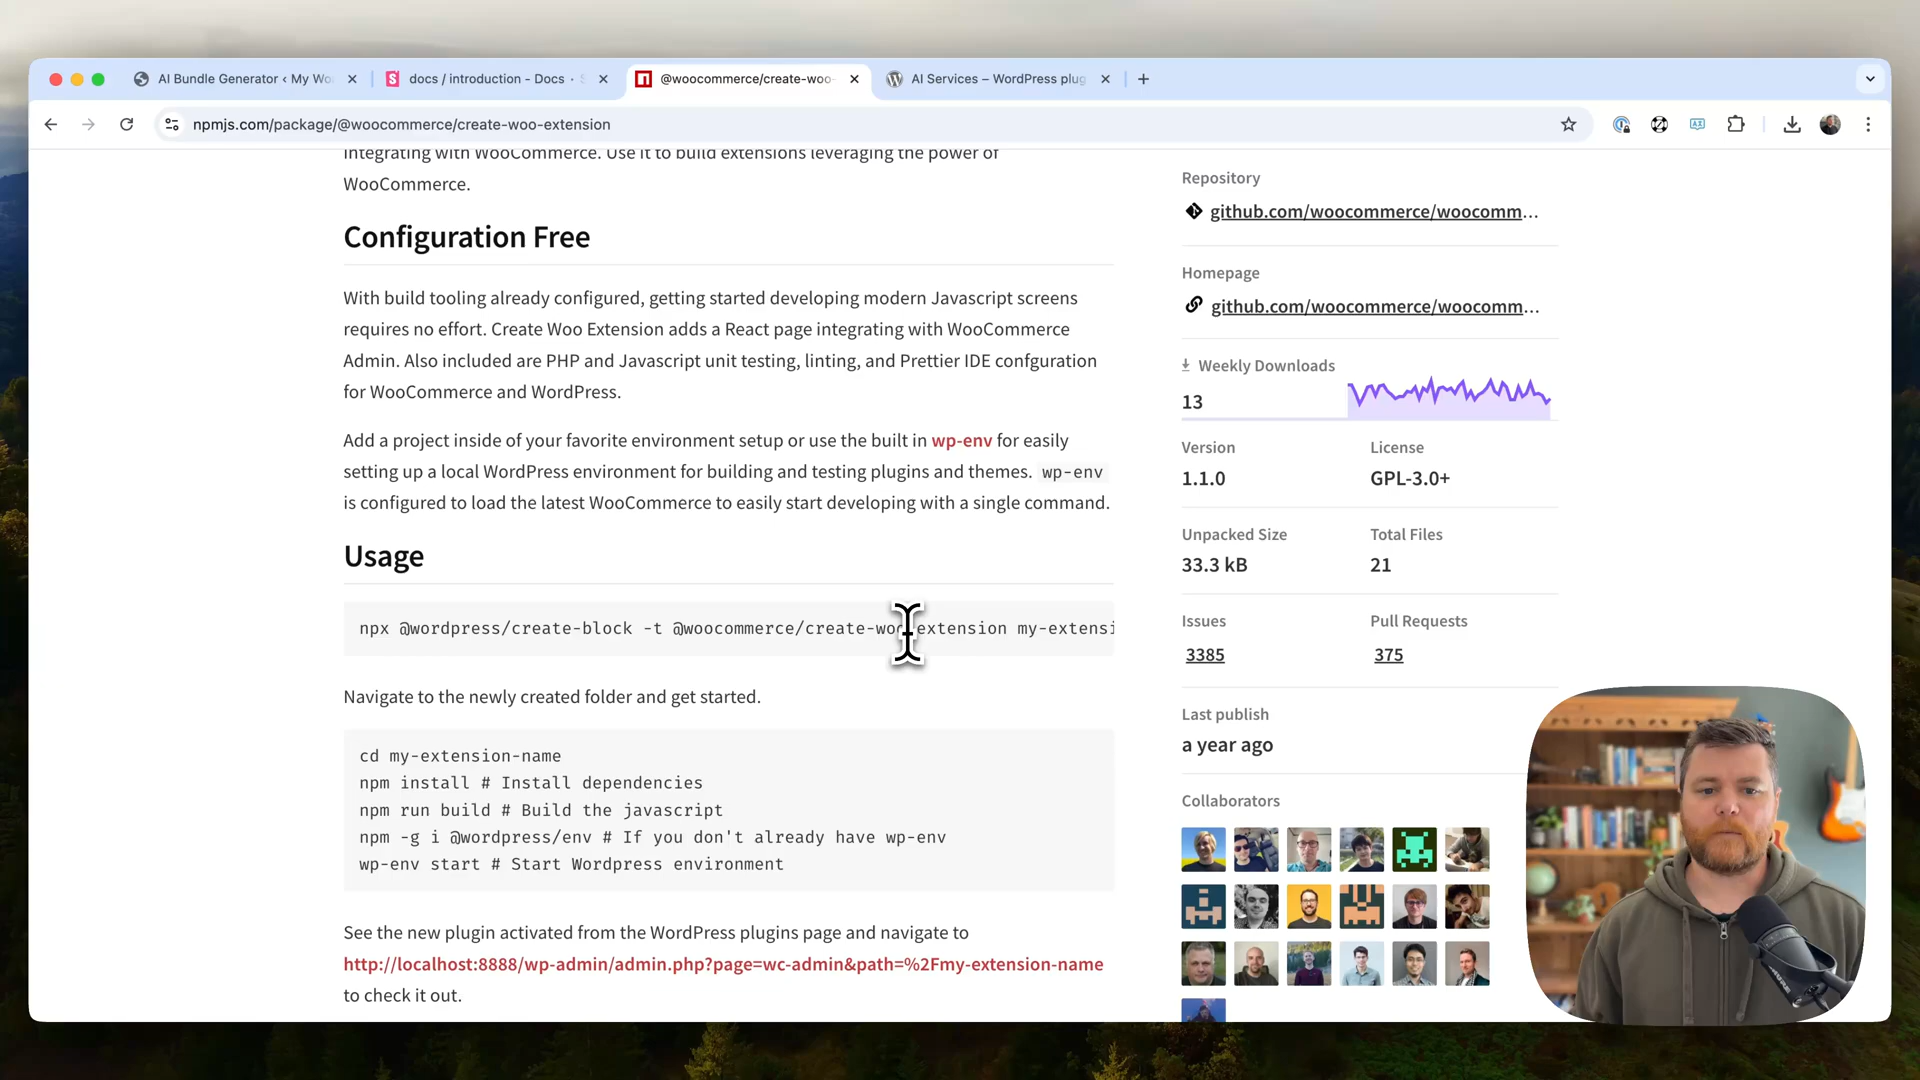 AI Bundle Generator ‹ My Wo
docs / introduction - Docs ·
@woocommerce/create-woo-
AI Services – WordPress plug
npmjs.com/package/@woocommerce/create-woo-extension
integrating with WooCommerce. Use it to build extensions leveraging the power of
WooCommerce.
Configuration Free
With build tooling already configured, getting started developing modern Javascript screens
requires no effort. Create Woo Extension adds a React page integrating with WooCommerce
Admin. Also included are PHP and Javascript unit testing, linting, and Prettier IDE confguration
for WooCommerce and WordPress.
Add a project inside of your favorite environment setup or use the built in wp-env for easily
setting up a local WordPress environment for building and testing plugins and themes. wp-env
is configured to load the latest WooCommerce to easily start developing with a single command.
Usage
npx @wordpress/create-block -t @woocommerce/create-woo-extension my-extensi
Navigate to the newly created folder and get started.
cd my-extension-name
npm install # Install dependencies
npm run build # Build the javascript
npm -g i @wordpress/env # If you don't already have wp-env
wp-env start # Start Wordpress environment
See the new plugin activated from the WordPress plugins page and navigate to
http://localhost:8888/wp-admin/admin.php?page=wc-admin&path=%2Fmy-extension-name
to check it out.
Repository
github.com/woocommerce/woocomm...
Homepage
github.com/woocommerce/woocomm...
Weekly Downloads
13
Version
License
1.1.0
GPL-3.0+
Unpacked Size
Total Files
33.3 kB
21
Issues
Pull Requests
3385
375
Last publish
a year ago
Collaborators